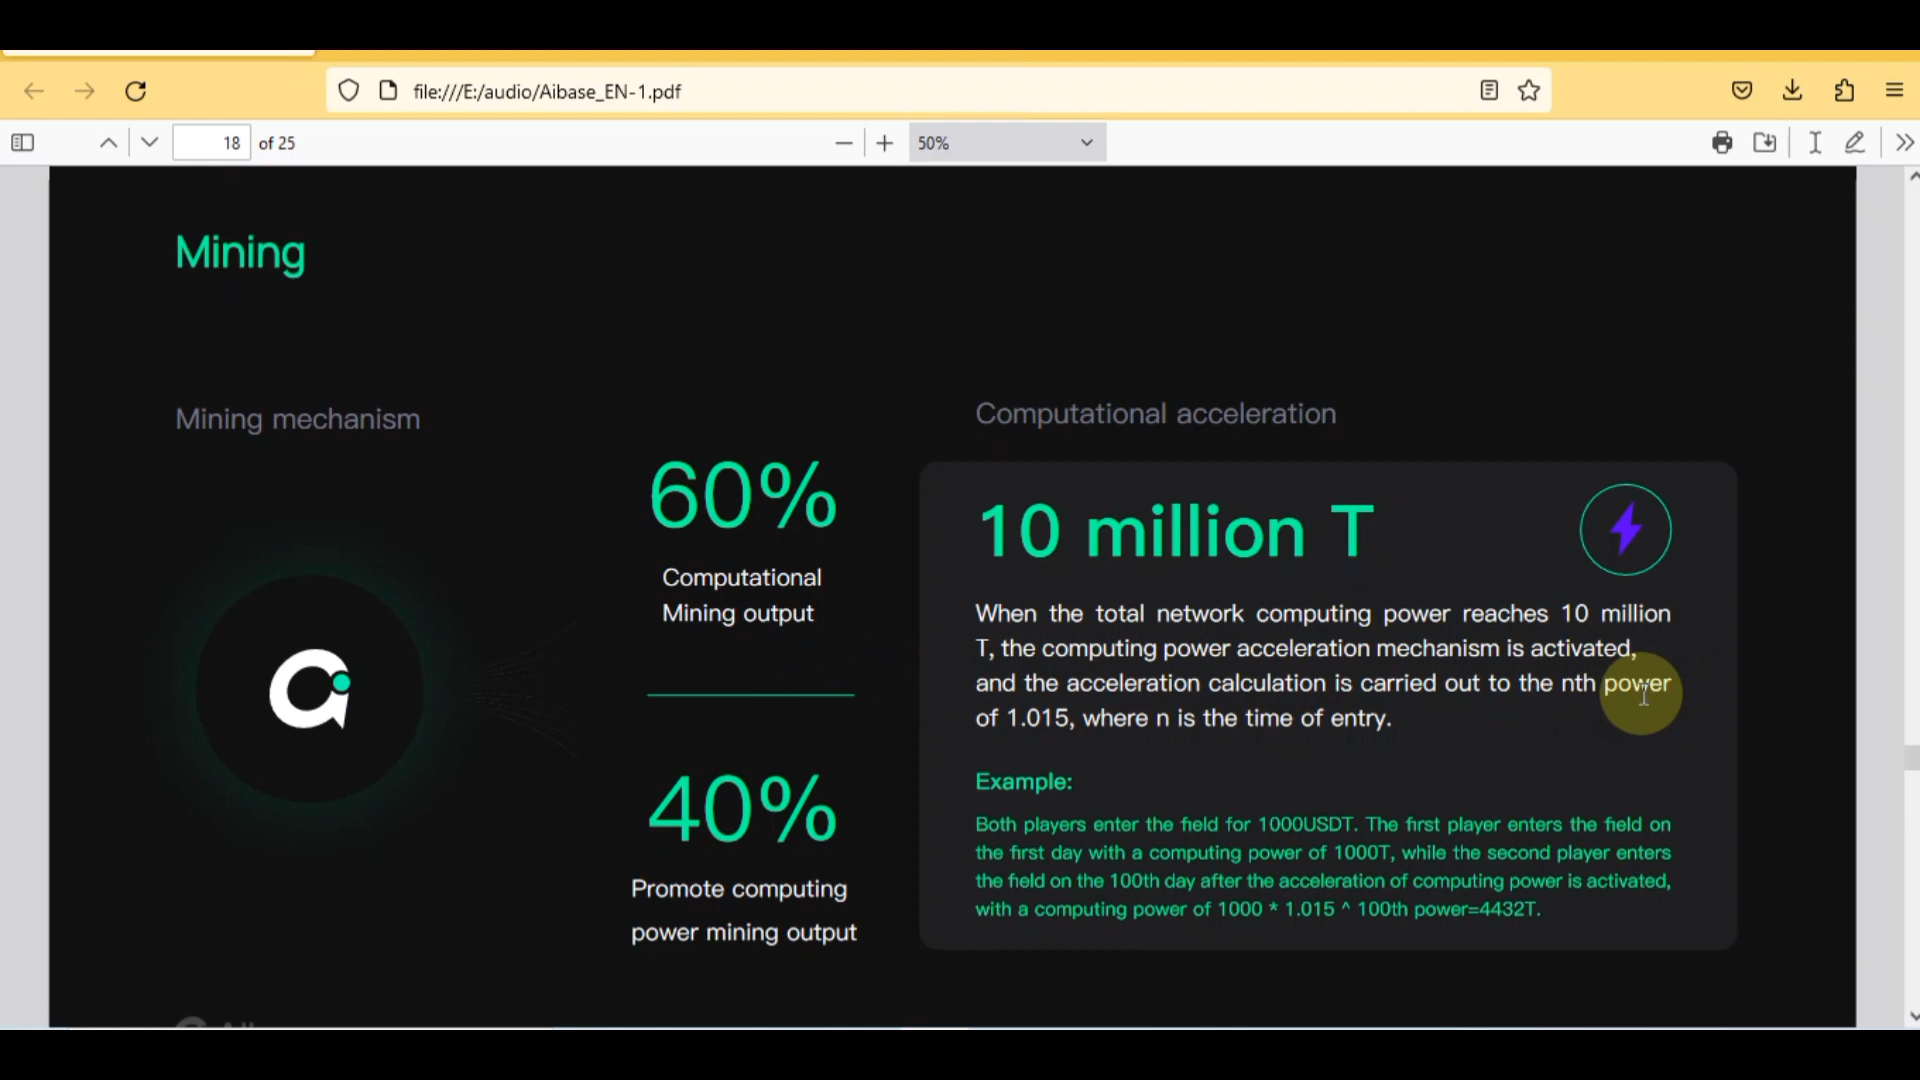 file:///E:/audio/Aibase_EN-1.pdf
18 of 25
50%
Mining
Mining mechanism
60%
Computational
Mining output
40%
Promote computing
power mining output
Computational acceleration
10 million T
When the total network computing power reaches 10 million
T, the computing power acceleration mechanism is activated,
and the acceleration calculation is carried out to the nth power
of 1.015, where n is the time of entry.
Example:
Both players enter the field for 1000USDT. The first player enters the field on
the first day with a computing power of 1000T, while the second player enters
the field on the 100th day after the acceleration of computing power is activated,
with a computing power of 1000 * 1.015 ^ 100th power=4432T.